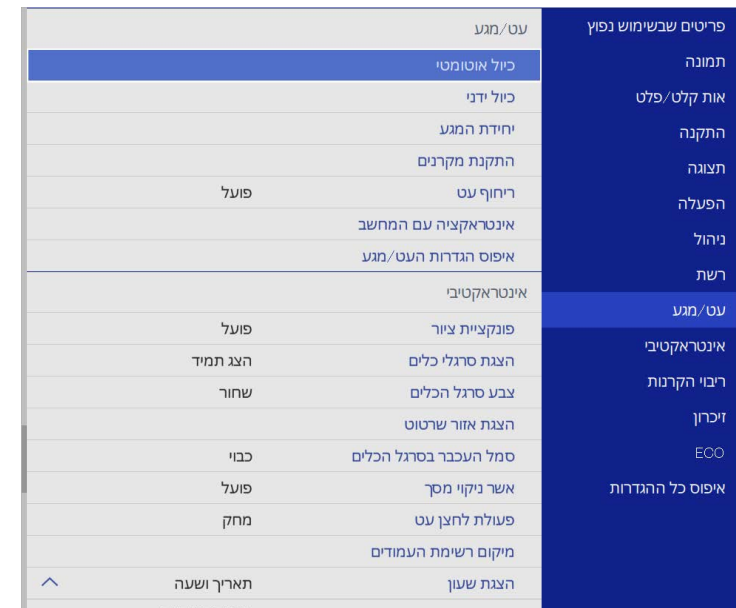 פריטים שבשימוש נפוץ
תמונה
אות קלט/פלט
התקנה
תצוגה
הפעלה
ניהול
רשת
עט/מגע
אינטראקטיבי
ריבוי הקרנות
זיכרון
ECO
איפוס כל ההגדרות
עט/מגע
כיול אוטומטי
כיול ידני
יחידת המגע
התקנת מקרנים
ריחוף עט פועל
אינטראקציה עם המחשב
איפוס הגדרות העט/מגע
אינטראקטיבי
פונקציית ציור פועל
הצגת סרגלי כלים הצג תמיד
צבע סרגל הכלים שחור
הצגת אזור שרטוט
סמל העכבר בסרגל הכלים כבוי
אשר ניקוי מסך פועל
פעולת לחצן עט מחק
מיקום רשימת העמודים
הצגת שעון תאריך ושעה